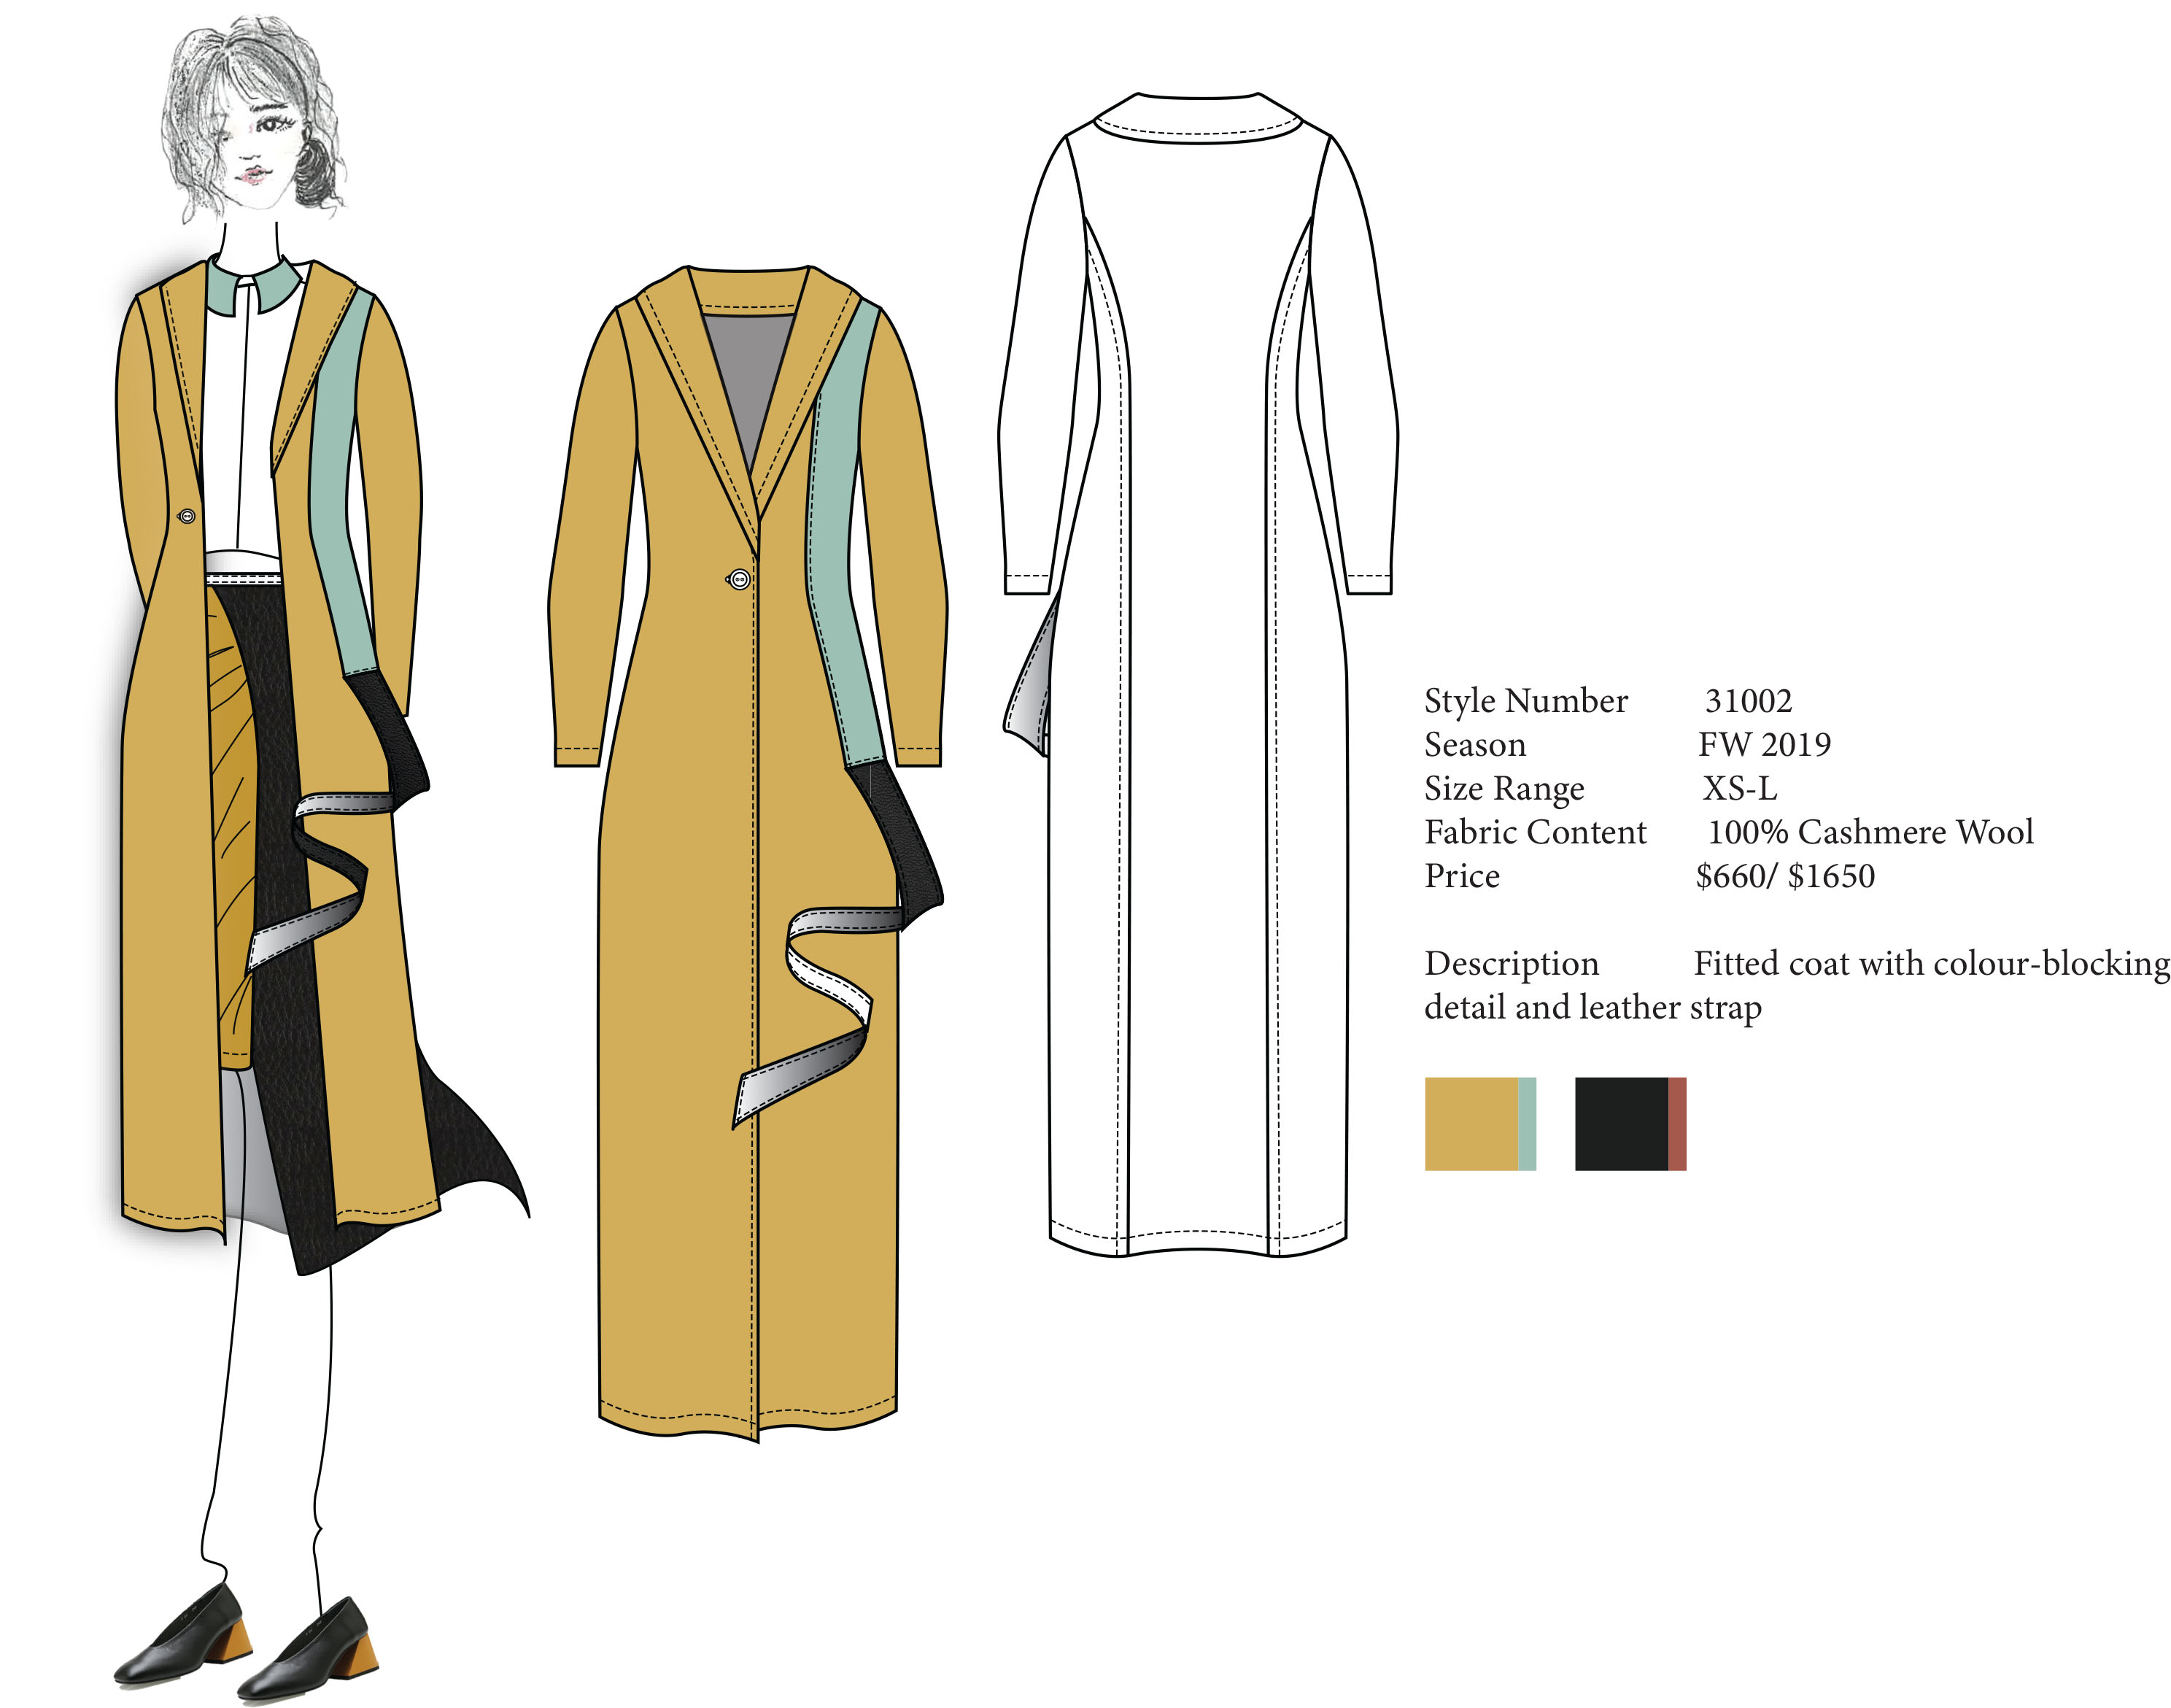 Style Number 31002
Season FW 2019
Size Range XS-L
Fabric Content 100% Cashmere Wool
Price $660/ $1650
Description Fitted coat with colour-blocking
detail and leather strap